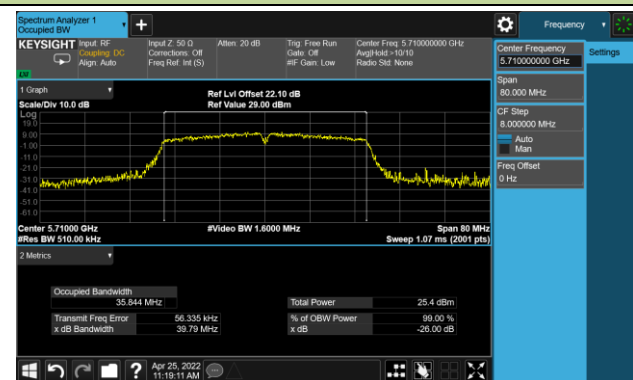 Spectrum Analyzer 1
Occupied BW
Frequency
KEYSIGHT
Input: RF
Coupling: DC
Align: Auto
Input Z: 50 Ω
Corrections: Off
Freq Ref: Int (S)
Atten: 20 dB
Trig: Free Run
Gate: Off
#IF Gain: Low
Center Freq: 5.710000000 GHz
Avg|Hold:>10/10
Radio Std: None
Center Frequency
5.710000000 GHz
Settings
Span
80.000 MHz
CF Step
8.000000 MHz
Auto
Man
Freq Offset
0 Hz
1 Graph
Scale/Div 10.0 dB
Ref Lvl Offset 22.10 dB
Ref Value 29.00 dBm
Log
19.0
9.00
-1.00
-11.0
-21.0
-31.0
-41.0
-51.0
-61.0
Center 5.71000 GHz
#Res BW 510.00 kHz
#Video BW 1.6000 MHz
Span 80 MHz
Sweep 1.07 ms (2001 pts)
2 Metrics
Occupied Bandwidth
35.844 MHz
Total Power 25.4 dBm
Transmit Freq Error 56.335 kHz
% of OBW Power 99.00 %
x dB Bandwidth 39.79 MHz
x dB -26.00 dB
?
Apr 25, 2022
11:19:11 AM